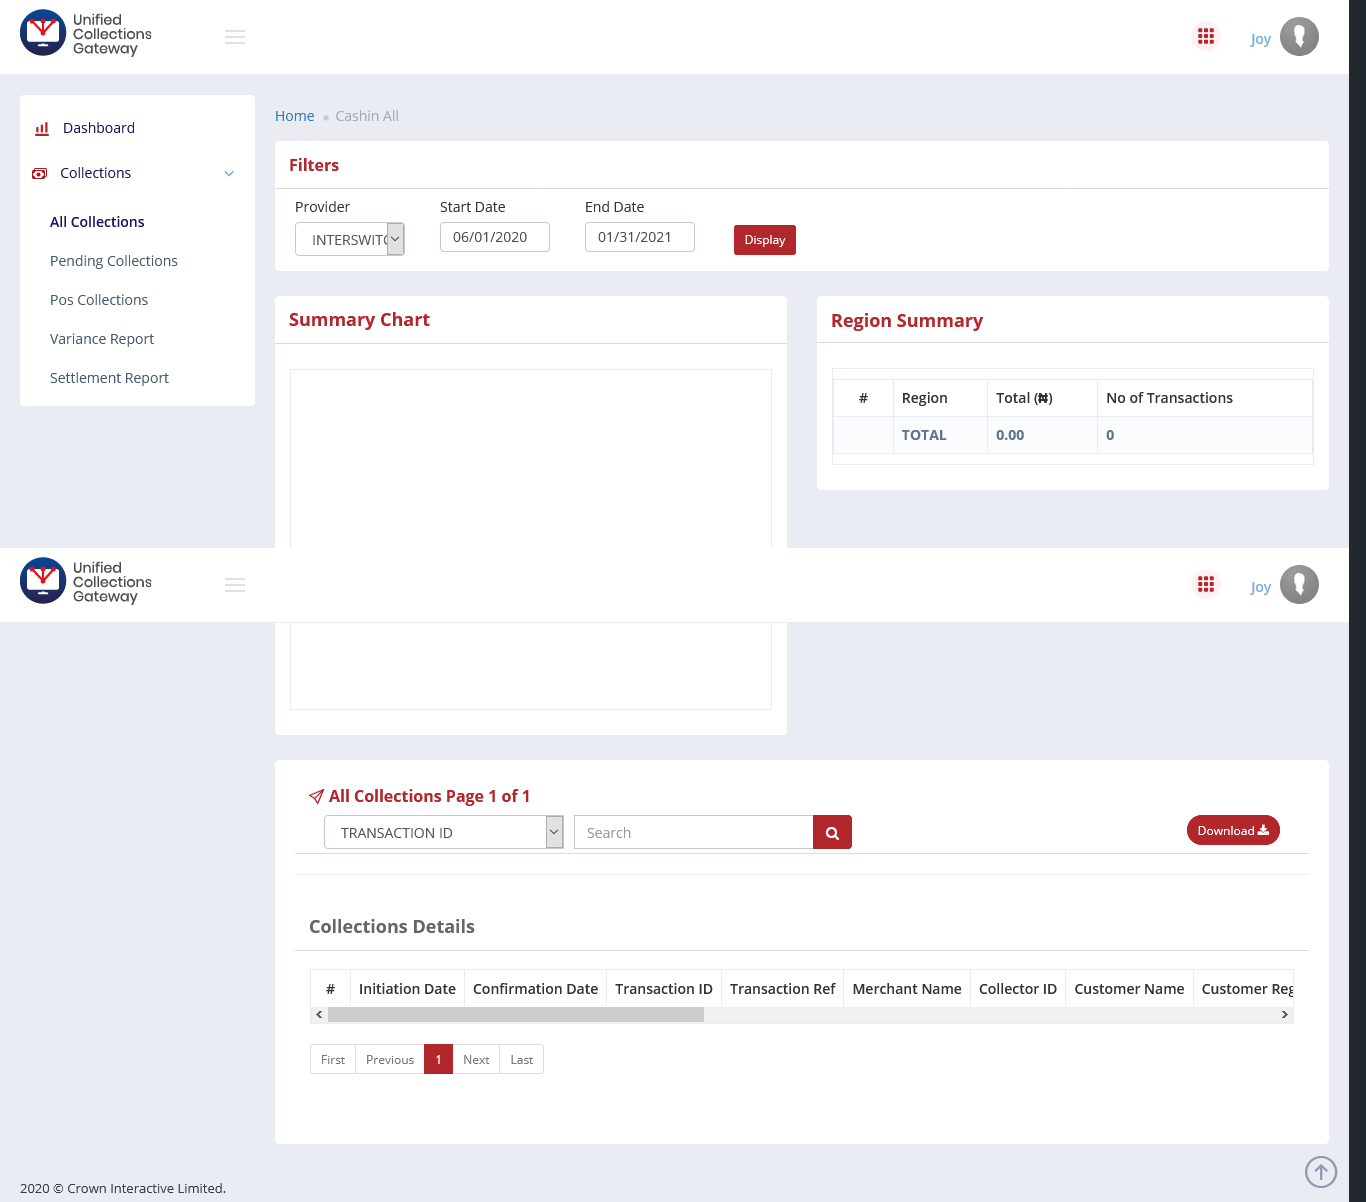 Unified
Collections
Gateway
Joy
Dashboard
Collections
All Collections
Pending Collections
Pos Collections
Variance Report
Settlement Report
Home Cashin All
Filters
Provider Start Date End Date
INTERSWITC 06/01/2020 01/31/2021 Display
Summary Chart
Region Summary
# Region Total (₦) No of Transactions
TOTAL 0.00 0
Unified
Collections
Gateway
Joy
All Collections Page 1 of 1
TRANSACTION ID Search Download
Collections Details
# Initiation Date Confirmation Date Transaction ID Transaction Ref Merchant Name Collector ID Customer Name Customer Reg
First Previous 1 Next Last
2020 © Crown Interactive Limited.